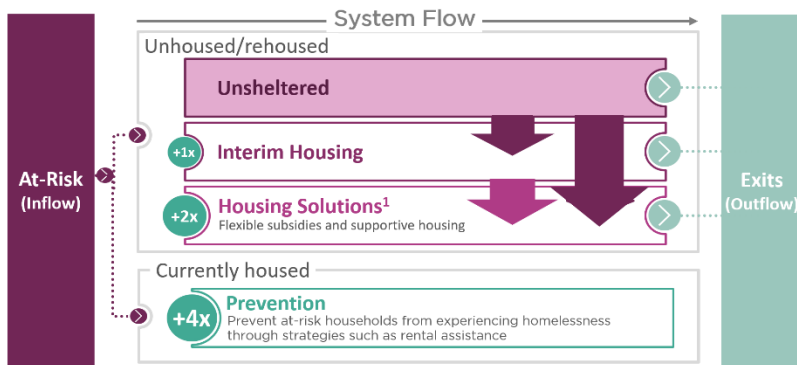 System Flow
Unhoused/rehoused
Unsheltered
+1x
Interim Housing
At-Risk
(Inflow)
Exits
(Outflow)
+2x
Housing Solutions¹
Flexible subsidies and supportive housing
Currently housed
+4x
Prevention
Prevent at-risk households from experiencing homelessness
through strategies such as rental assistance